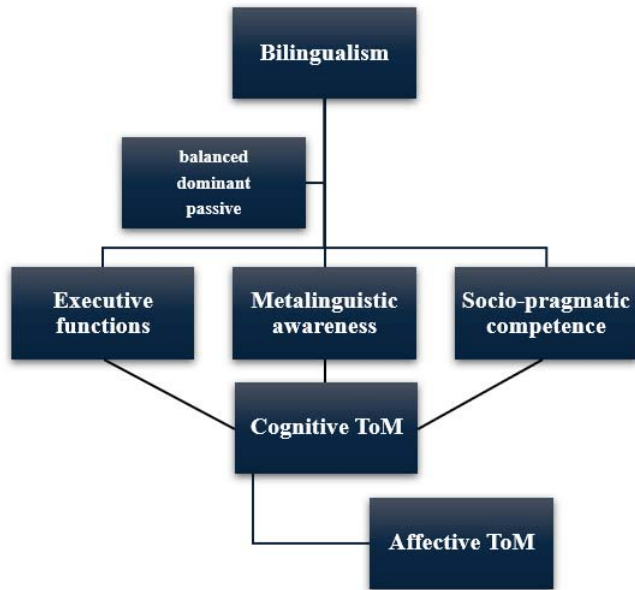 Bilingualism
balanced
dominant
passive
Executive
functions
Metalinguistic
awareness
Socio-pragmatic
competence
Cognitive ToM
Affective ToM